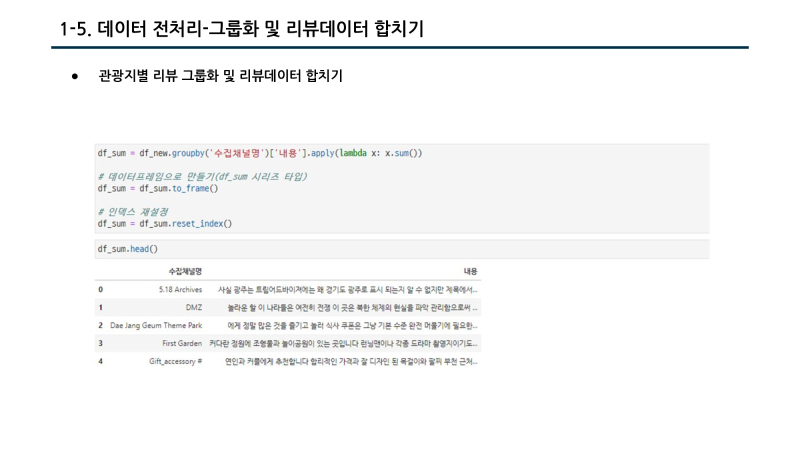 1-5. 데이터 전처리-그룹화 및 리뷰데이터 합치기
● 관광지별 리뷰 그룹화 및 리뷰데이터 합치기
df_sum = df_new.groupby('수집채널명')['내용'].apply(lambda x: x.sum())
# 데이터프레임으로 만들기(df_sum 시리즈 타입)
df_sum = df_sum.to_frame()
# 인덱스 재설정
df_sum = df_sum.reset_index()
df_sum.head()
수집채널명 내용
0 5.18 Archives 사실 광주는 트립어드바이저에는 왜 경기도 광주로 표시 되는지 알 수 없지만 제목에서...
1 DMZ 놀라운 할 이 나라들은 여전히 전쟁 이 곳은 북한 체제의 현실을 파악 관리함으로써 ...
2 Dae Jang Geum Theme Park 에게 정말 많은 것을 즐기고 놀러 식사 쿠폰은 그냥 기본 수준 완전 머물기에 필요한...
3 First Garden 커다란 정원에 조형물과 놀이공원이 있는 곳입니다 런닝맨이나 각종 드라마 촬영지이기도...
4 Gift_accessory # 연인과 커플에게 추천합니다 합리적인 가격과 잘 디자인 된 목걸이와 팔찌 부천 근처...